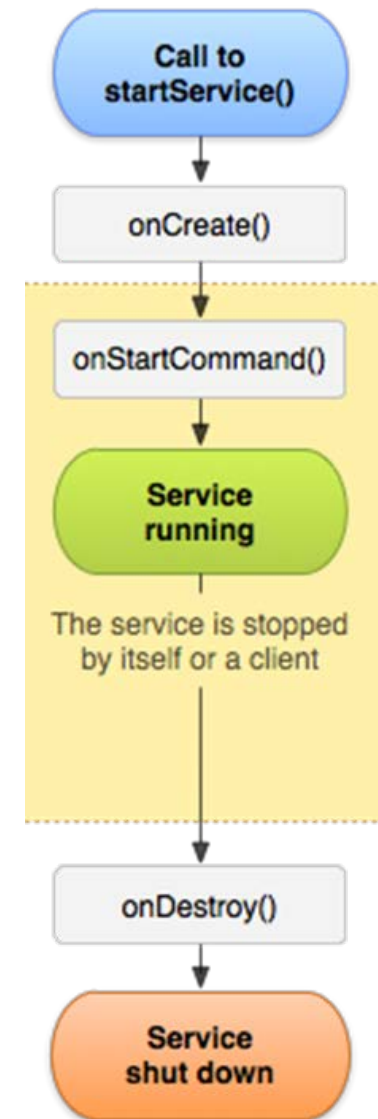 Call to
startService()
onCreate()
onStartCommand()
Service
running
The service is stopped
by itself or a client
onDestroy()
Service
shut down